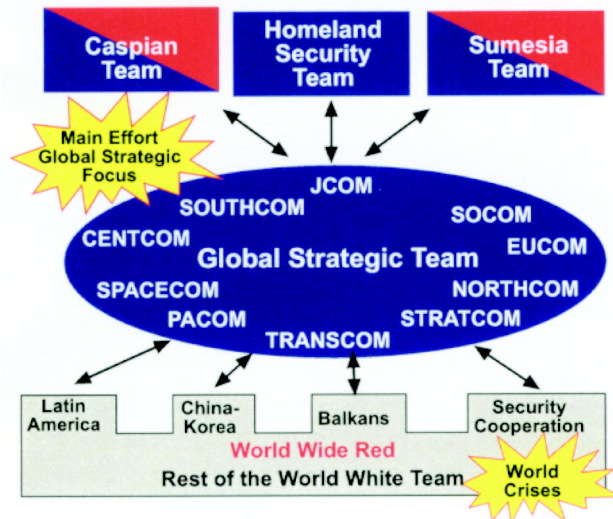 Caspian
Team
Homeland
Security
Team
Sumesia
Team
Main Effort
Global Strategic
Focus
JCOM
SOUTHCOM
SOCOM
CENTCOM
EUCOM
Global Strategic Team
SPACECOM
NORTHCOM
PACOM
STRATCOM
TRANSCOM
Latin
America
China-
Korea
Balkans
Security
Cooperation
World Wide Red
Rest of the World White Team
World
Crises